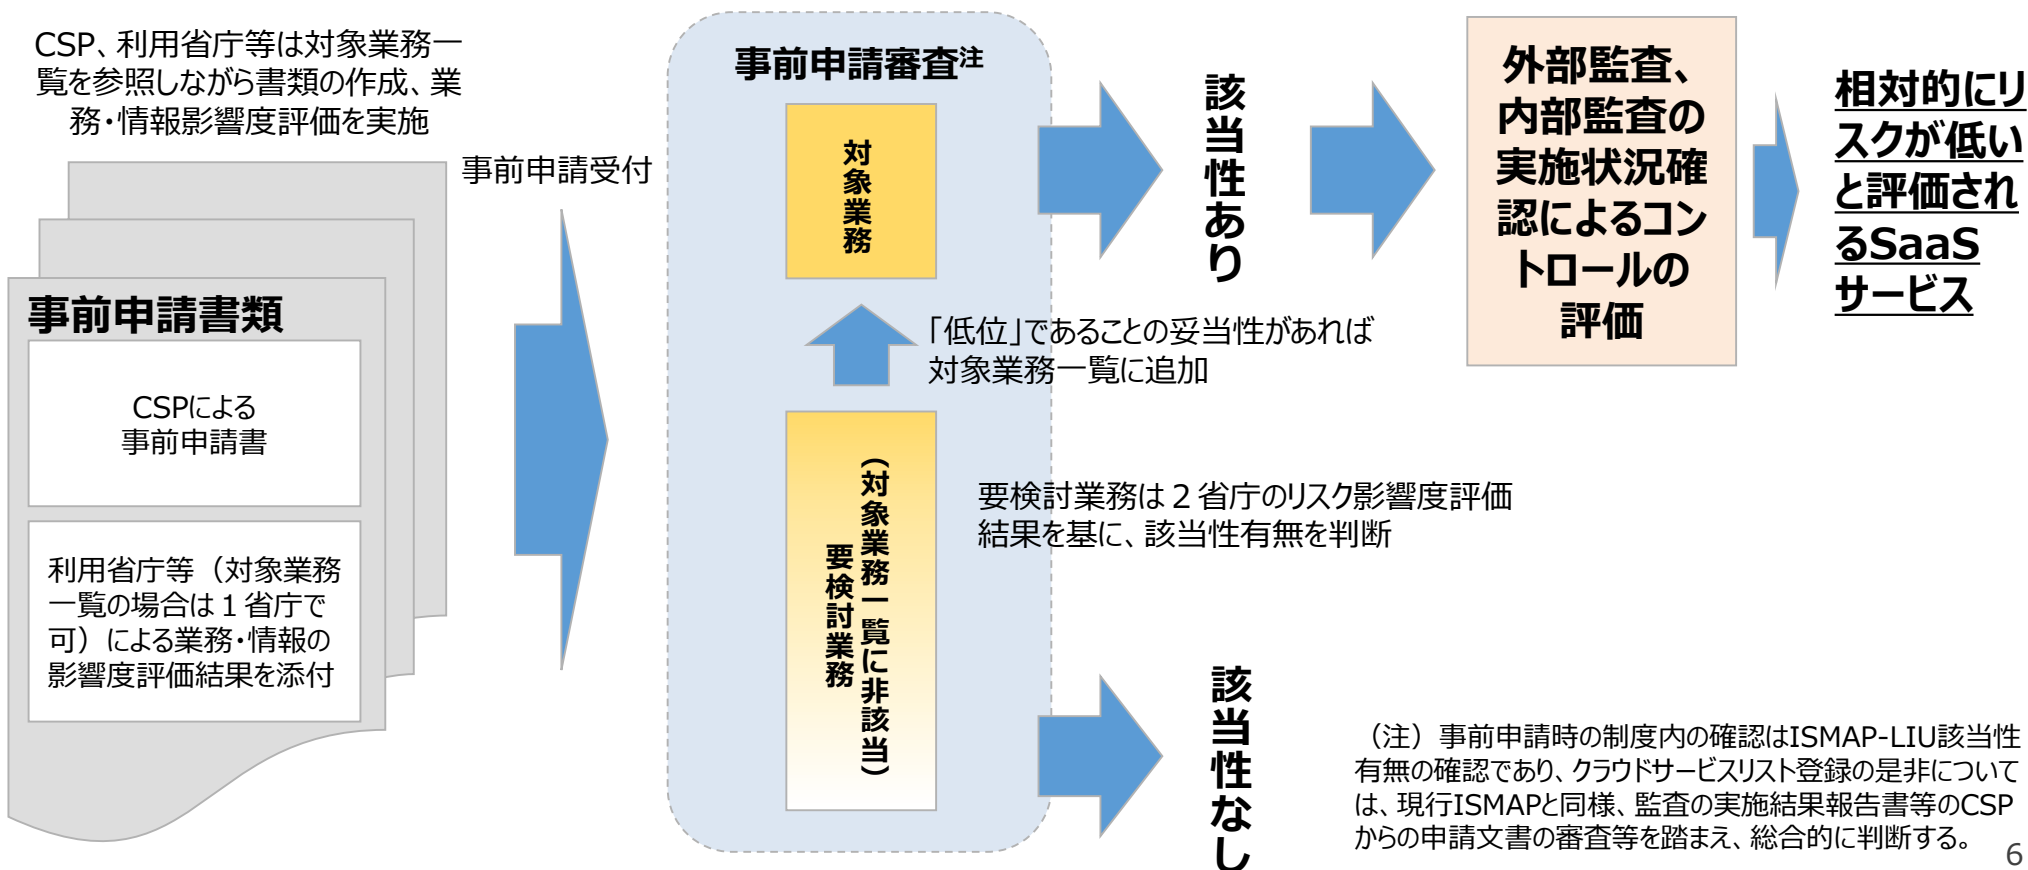 CSP、利用省庁等は対象業務一
覧を参照しながら書類の作成、業
務・情報影響度評価を実施
事前申請書類
CSPによる
事前申請書
利用省庁等（対象業務
一覧の場合は１省庁で
可）による業務・情報の
影響度評価結果を添付
事前申請受付
事前申請審査注
対象業務
「低位」であることの妥当性があれば
対象業務一覧に追加
（対象業務一覧に非該当）
要検討業務
要検討業務は２省庁のリスク影響度評価
結果を基に、該当性有無を判断
該当性あり
外部監査、
内部監査の
実施状況確
認によるコン
トロールの
評価
相対的にリ
スクが低い
と評価され
るSaaS
サービス
該当性なし
（注）事前申請時の制度内の確認はISMAP-LIU該当性
有無の確認であり、クラウドサービスリスト登録の是非について
は、現行ISMAPと同様、監査の実施結果報告書等のCSP
からの申請文書の審査等を踏まえ、総合的に判断する。
6